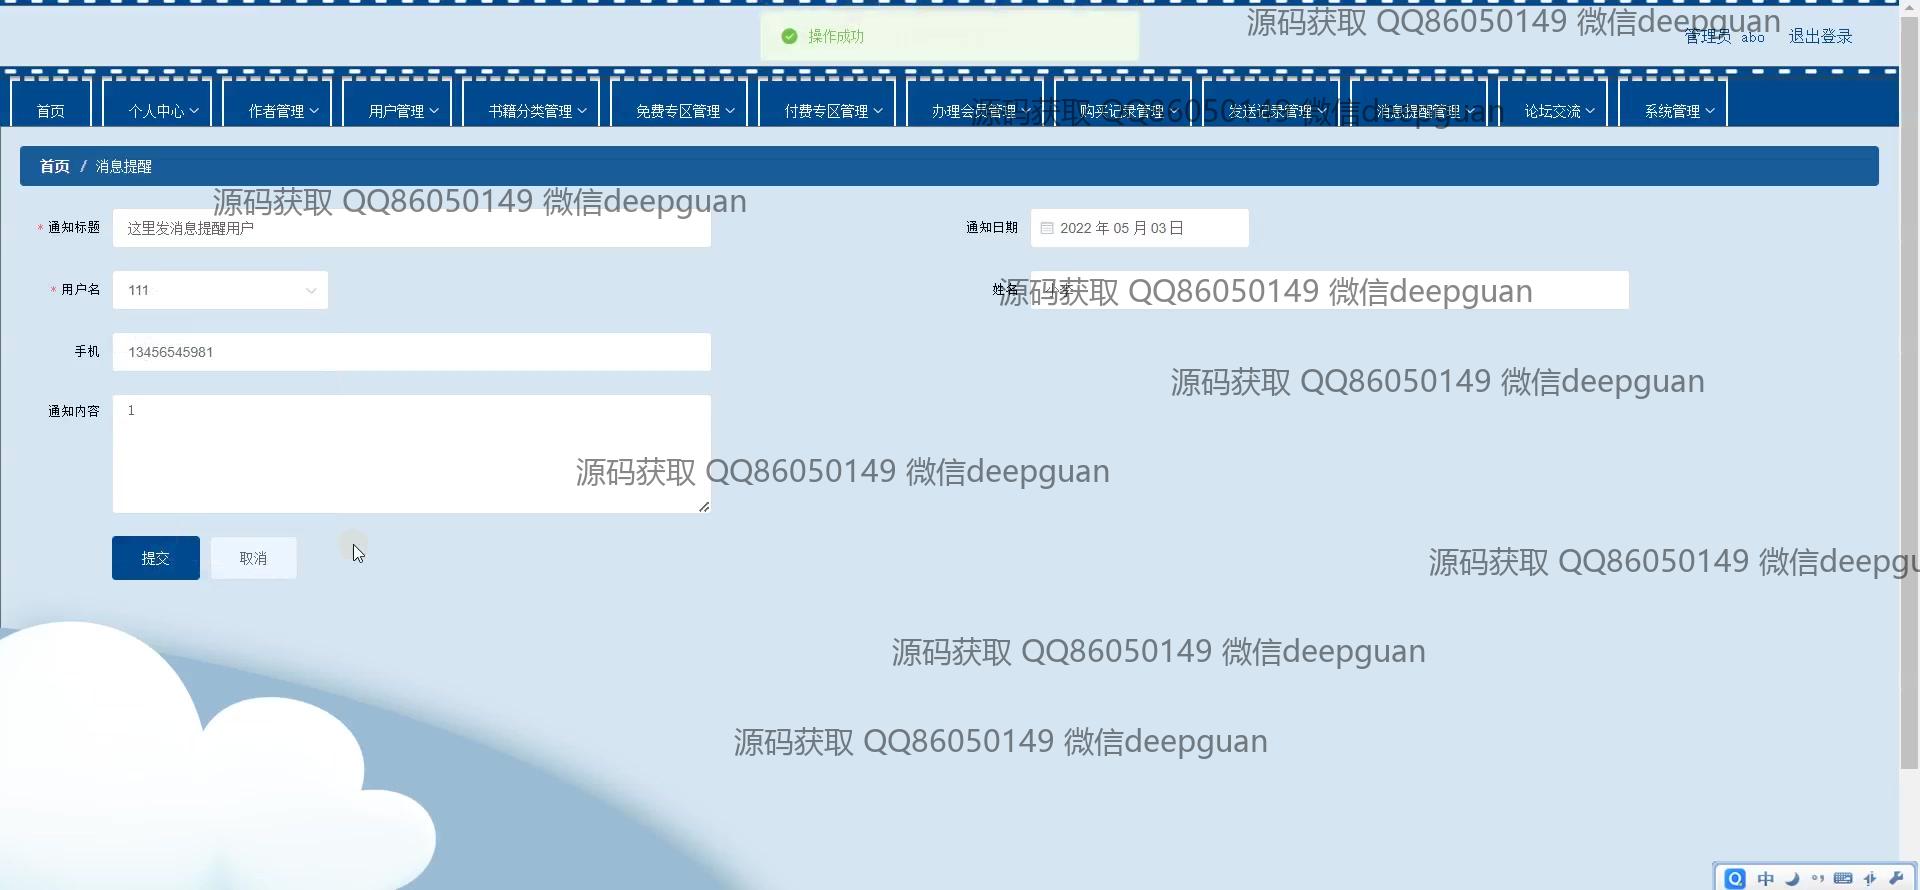 操作成功
源码获取 QQ86050149 微信deepguan
管理员 abo 退出登录
首页 个人中心 作者管理 用户管理 书籍分类管理 免费专区管理 付费专区管理 办理会员管理 购买记录管理 发送记录管理 消息提醒管理 论坛交流 系统管理
源码获取 QQ86050149 微信deepguan
首页 / 消息提醒
源码获取 QQ86050149 微信deepguan
* 通知标题 这里发消息提醒用户 通知日期 2022 年 05 月 03 日
* 用户名 111 姓名
源码获取 QQ86050149 微信deepguan
手机 13456545981
源码获取 QQ86050149 微信deepguan
通知内容 1
源码获取 QQ86050149 微信deepguan
提交 取消
源码获取 QQ86050149 微信deepgu
源码获取 QQ86050149 微信deepguan
源码获取 QQ86050149 微信deepguan
中